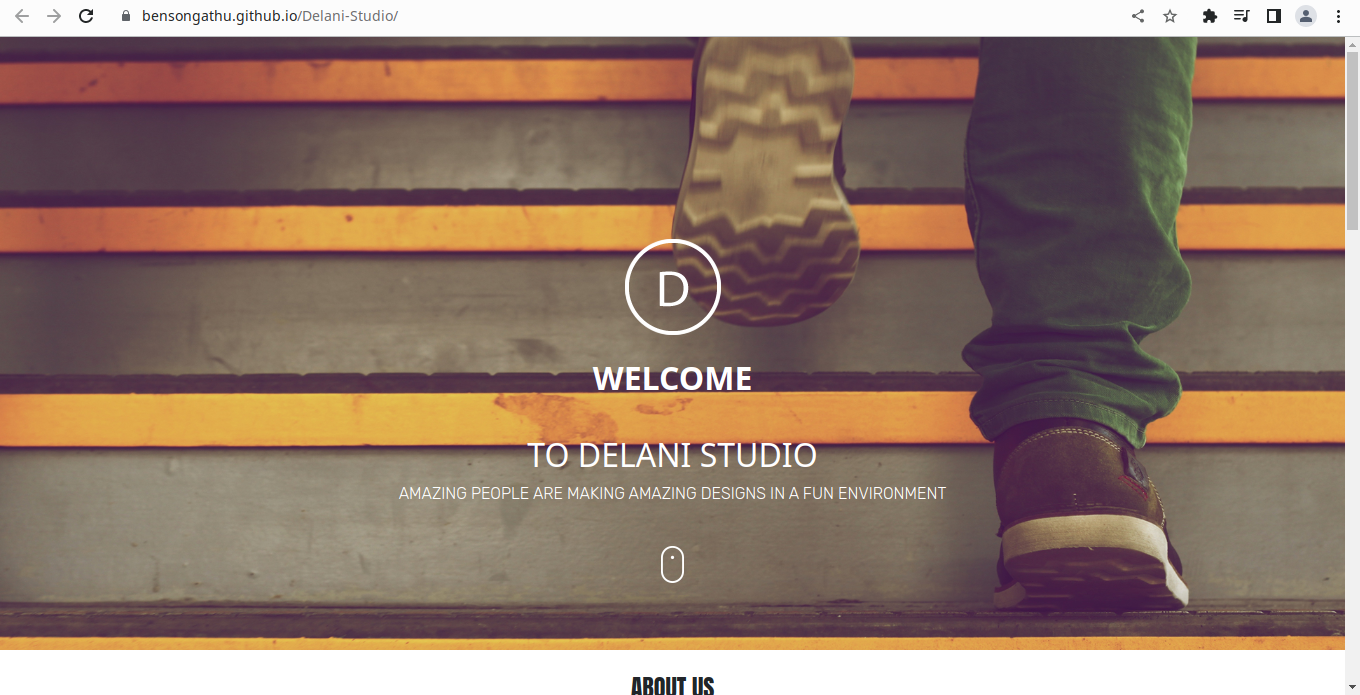 bensongathu.github.io/Delani-Studio/
D
WELCOME
TO DELANI STUDIO
AMAZING PEOPLE ARE MAKING AMAZING DESIGNS IN A FUN ENVIRONMENT
ABOUT US